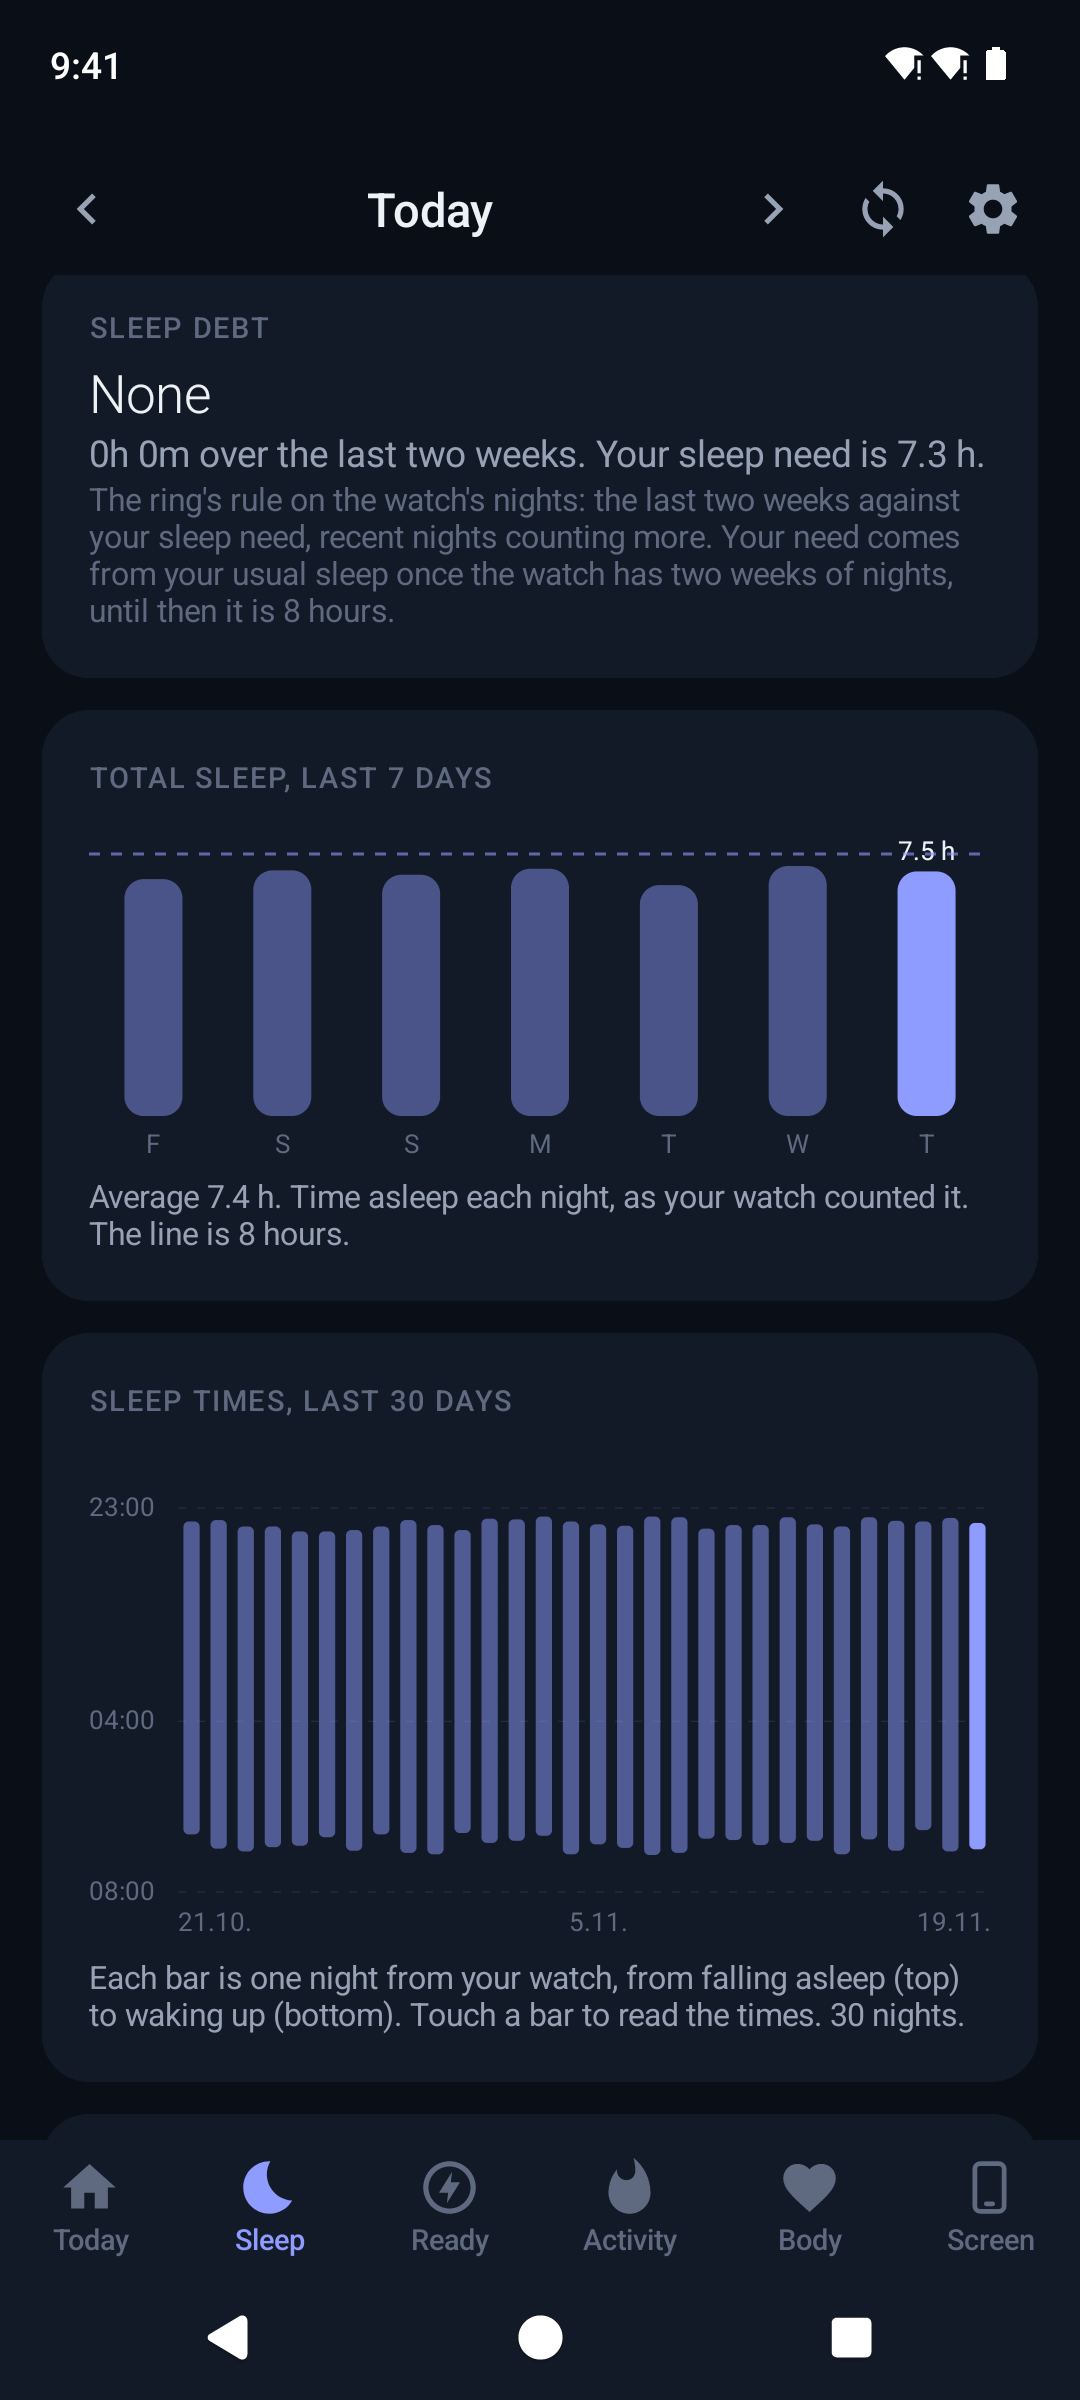 9:41
Today
SLEEP DEBT
None
0h 0m over the last two weeks. Your sleep need is 7.3 h.
The ring's rule on the watch's nights: the last two weeks against
your sleep need, recent nights counting more. Your need comes
from your usual sleep once the watch has two weeks of nights,
until then it is 8 hours.
TOTAL SLEEP, LAST 7 DAYS
7.5 h
F S S M T W T
Average 7.4 h. Time asleep each night, as your watch counted it.
The line is 8 hours.
SLEEP TIMES, LAST 30 DAYS
23:00
04:00
08:00
21.10. 5.11. 19.11.
Each bar is one night from your watch, from falling asleep (top)
to waking up (bottom). Touch a bar to read the times. 30 nights.
Today Sleep Ready Activity Body Screen